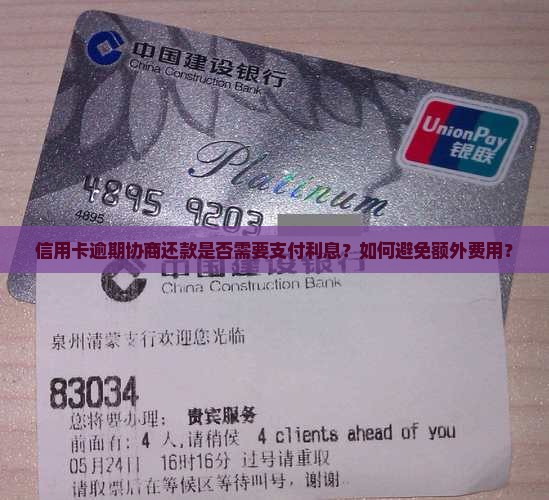 中国建设银行
China Construction Bank
UnionPay
银联
Platinum
4895 9203
4895
信用卡逾期协商还款是否需要支付利息？如何避免额外费用？
China Construction Bank
泉州清蒙支行欢迎您光临
83034
您将要办理： 贵宾服务
前面有: 4 人,请稍侯 4 clients ahead of you
05月24日 16时16分 过号请重取
请取票后在等候区等待叫号，谢谢